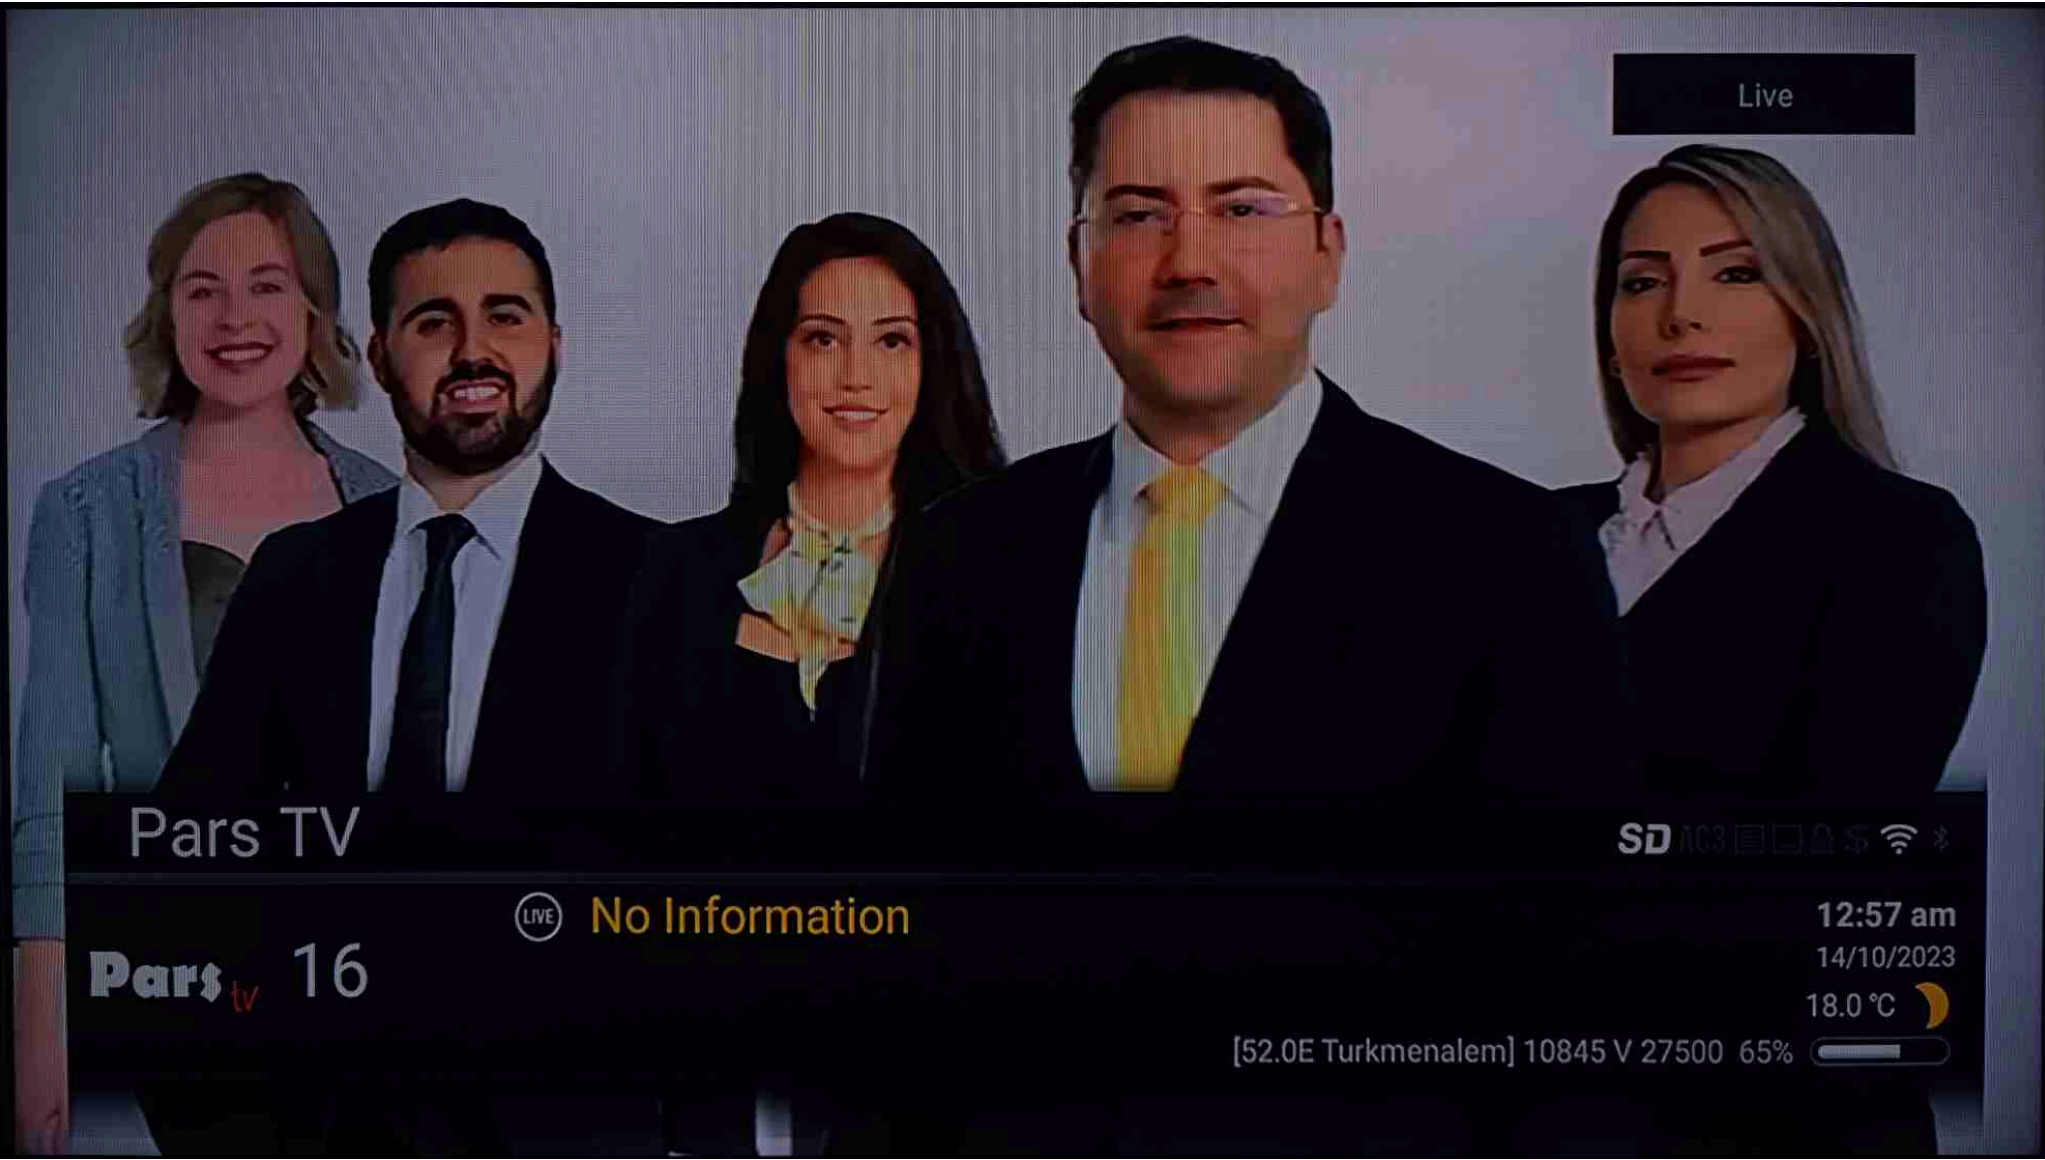 Live
Pars TV
SD AC3
LIVE No Information
12:57 am
Pars tv 16
14/10/2023
18.0 °C
[52.0E Turkmenalem] 10845 V 27500 65%